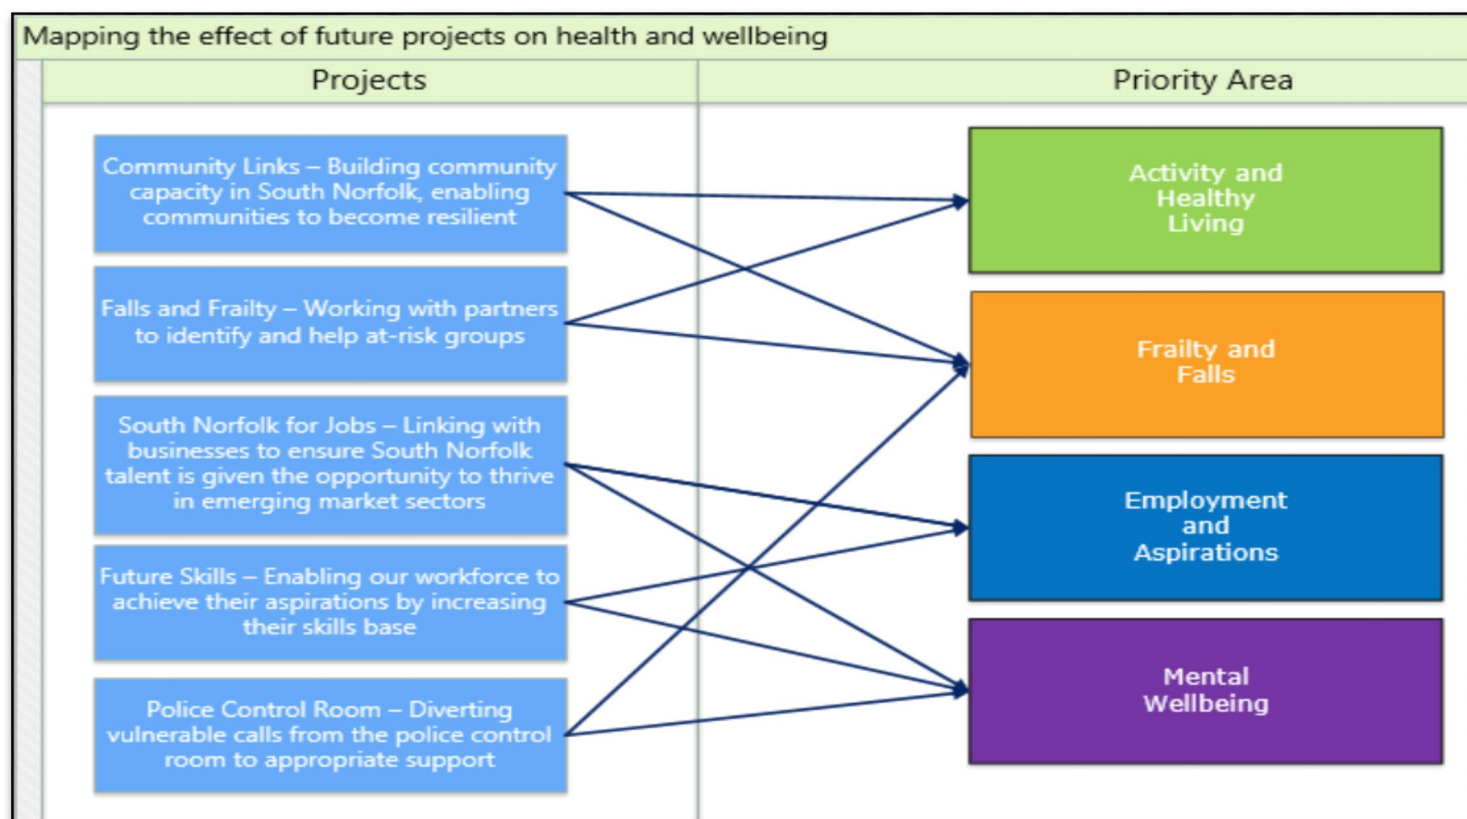 Mapping the effect of future projects on health and wellbeing
Projects
Priority Area
Community Links – Building community
capacity in South Norfolk, enabling
communities to become resilient
Falls and Frailty – Working with partners
to identify and help at-risk groups
South Norfolk for Jobs – Linking with
businesses to ensure South Norfolk
talent is given the opportunity to thrive
in emerging market sectors
Future Skills – Enabling our workforce to
achieve their aspirations by increasing
their skills base
Police Control Room – Diverting
vulnerable calls from the police control
room to appropriate support
Activity and
Healthy
Living
Frailty and
Falls
Employment
and
Aspirations
Mental
Wellbeing